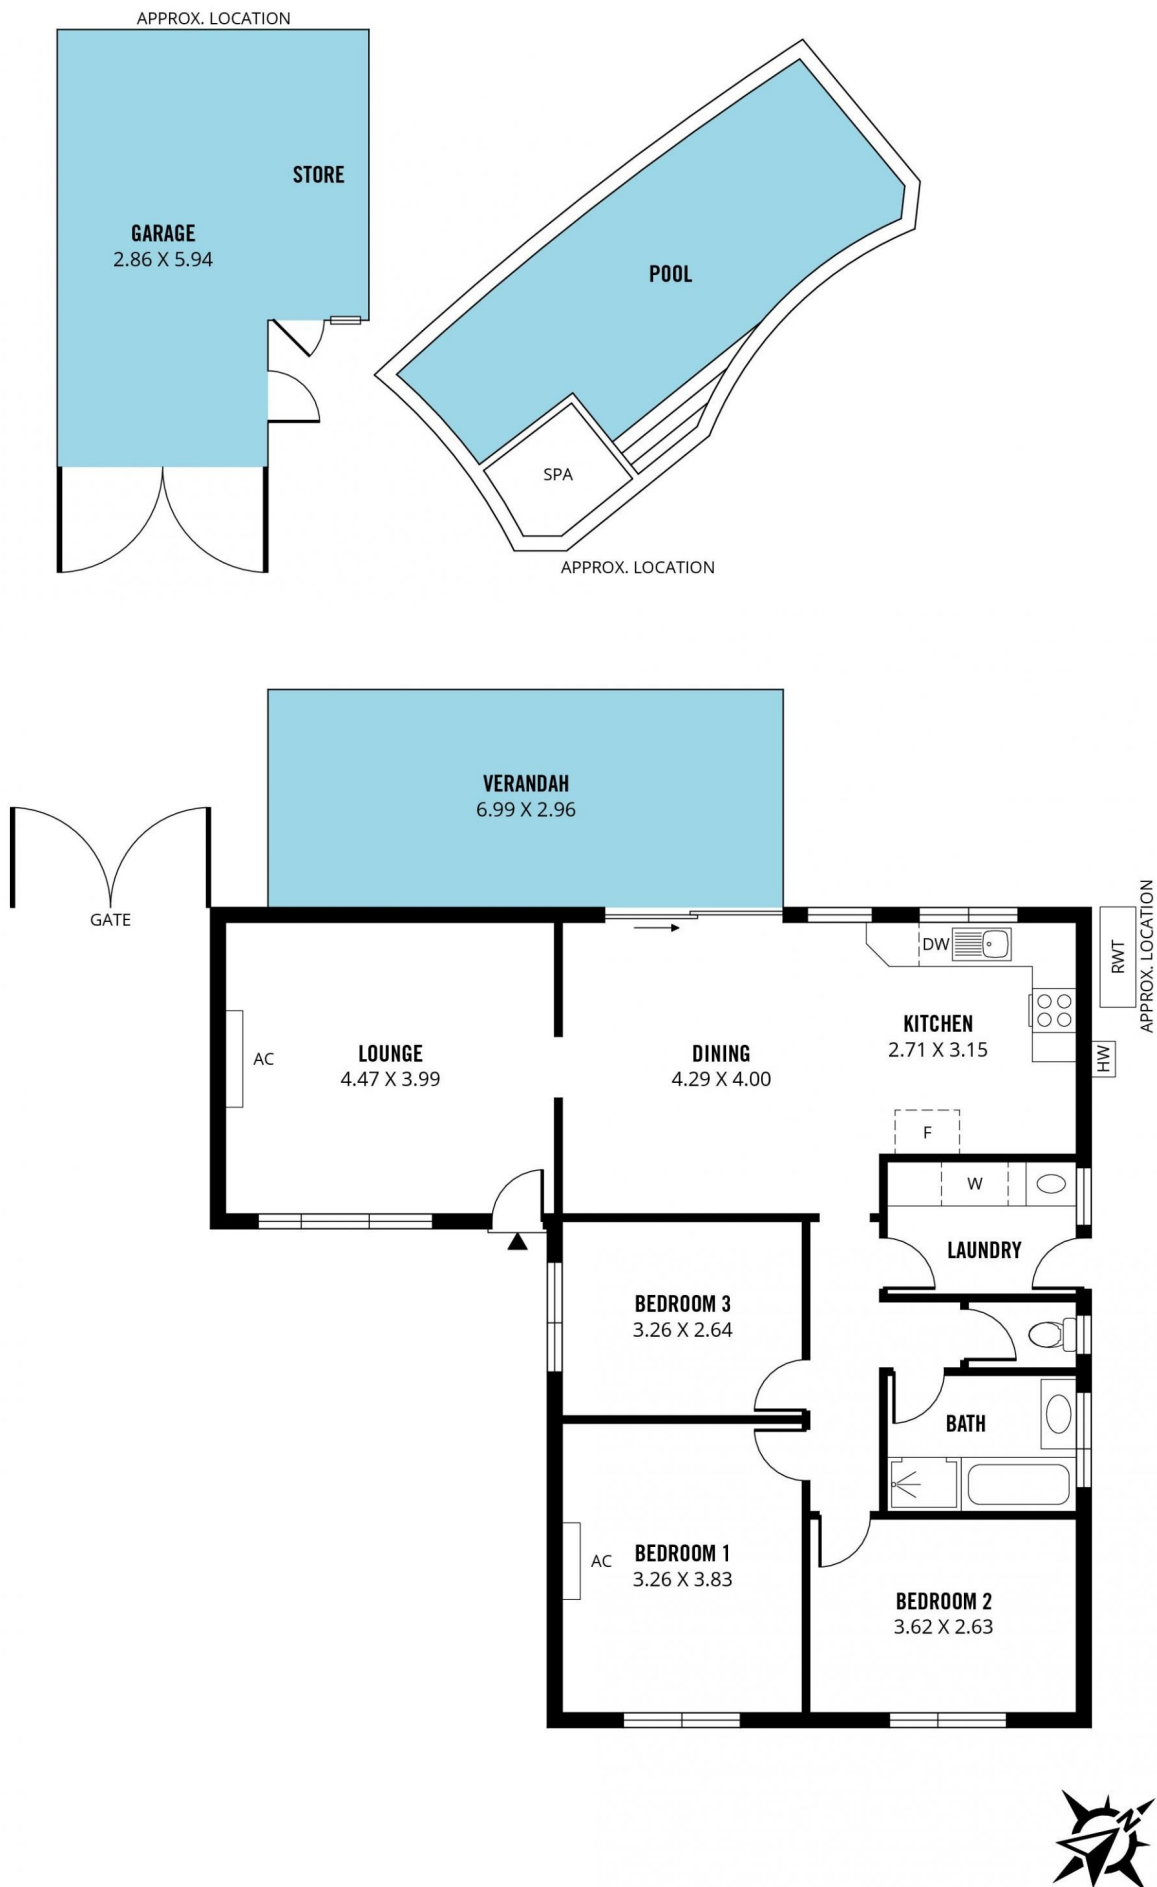 APPROX. LOCATION
STORE
GARAGE
2.86 X 5.94
POOL
SPA
APPROX. LOCATION
VERANDAH
6.99 X 2.96
GATE
DW
RWT
APPROX. LOCATION
KITCHEN
2.71 X 3.15
HW
AC
LOUNGE
4.47 X 3.99
DINING
4.29 X 4.00
F
W
LAUNDRY
BEDROOM 3
3.26 X 2.64
BATH
AC
BEDROOM 1
3.26 X 3.83
BEDROOM 2
3.62 X 2.63
N